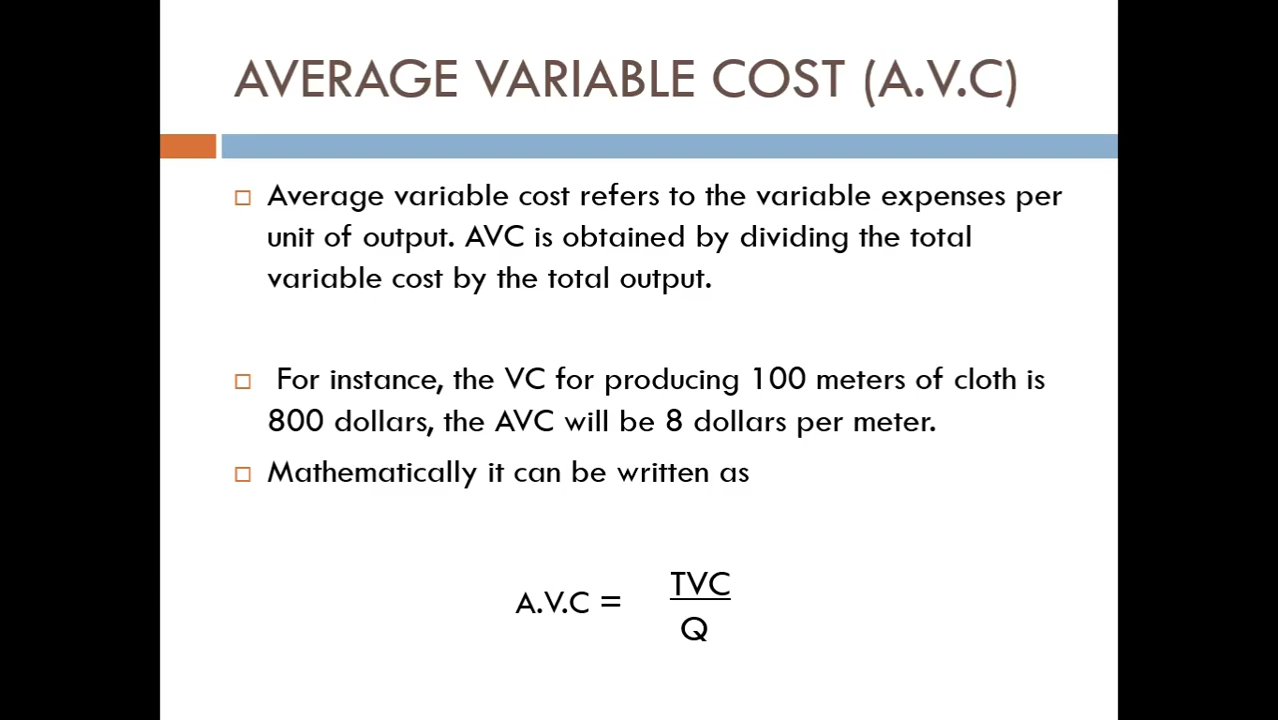 AVERAGE VARIABLE COST (A.V.C)
Average variable cost refers to the variable expenses per
unit of output. AVC is obtained by dividing the total
variable cost by the total output.
For instance, the VC for producing 100 meters of cloth is
800 dollars, the AVC will be 8 dollars per meter.
Mathematically it can be written as
A.V.C = TVC
Q